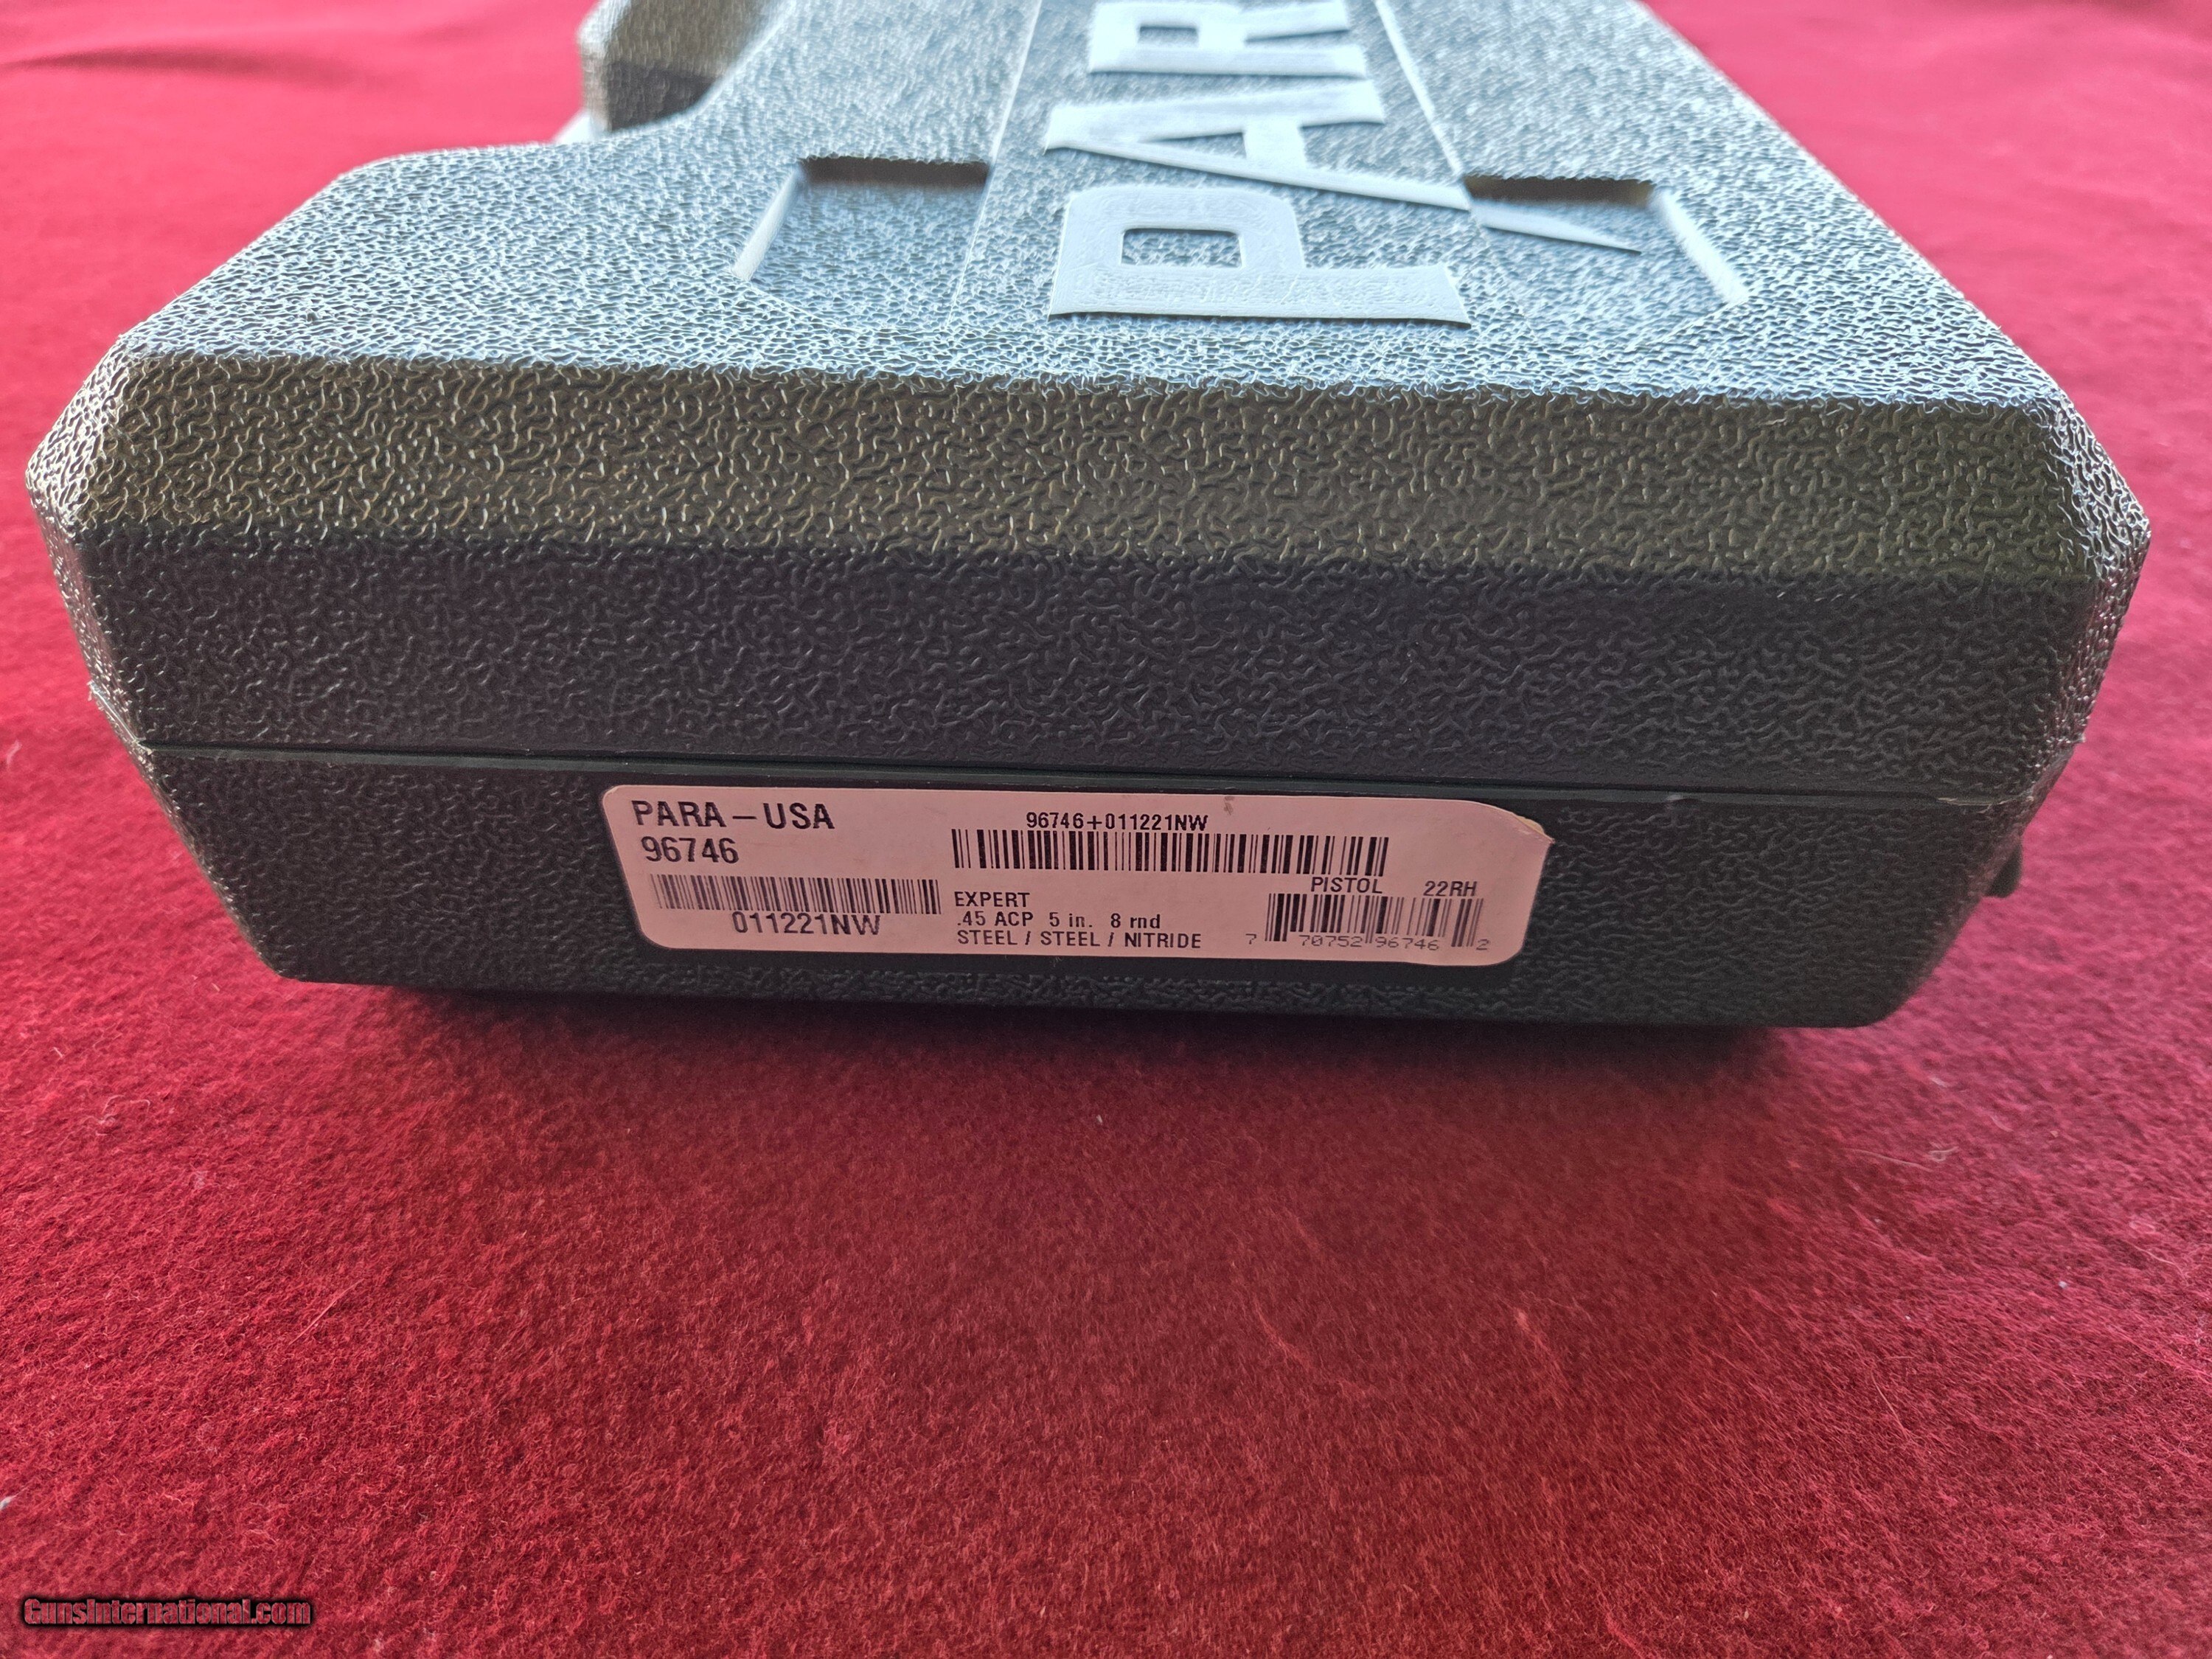 PAR
PARA-USA
96746
011221NW
96746+011221NW
EXPERT
.45 ACP 5 in. 8 rnd
STEEL / STEEL / NITRIDE
PISTOL 22RH
7 70752 96746 2
GunsInternational.com